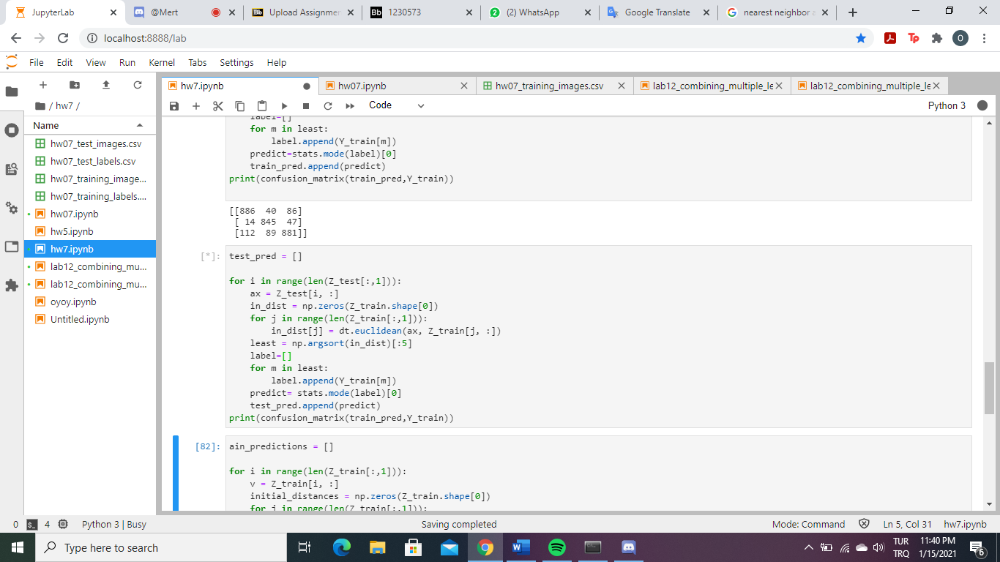 JupyterLab
@Mert
Upload Assignmer
1230573
(2) WhatsApp
Google Translate
nearest neighbor a
localhost:8888/lab
O
File Edit View Run Kernel Tabs Settings Help
hw7.ipynb
hw07.ipynb
hw07_training_images.csv
lab12_combining_multiple_le
lab12_combining_multiple_le
/ hw7 /
Code
Python 3
Name
hw07_test_images.csv
hw07_test_labels.csv
hw07_training_image...
hw07_training_labels....
hw07.ipynb
hw5.ipynb
hw7.ipynb
lab12_combining_mu...
lab12_combining_mu...
oyoy.ipynb
Untitled.ipynb
label=[]
for m in least:
label.append(Y_train[m])
predict=stats.mode(label)[0]
train_pred.append(predict)
print(confusion_matrix(train_pred,Y_train))
[[886 40 86]
[ 14 845 47]
[112 89 881]]
[*]:
test_pred = []
for i in range(len(Z_test[:,1])):
ax = Z_test[i, :]
in_dist = np.zeros(Z_train.shape[0])
for j in range(len(Z_train[:,1])):
in_dist[j] = dt.euclidean(ax, Z_train[j, :])
least = np.argsort(in_dist)[:5]
label=[]
for m in least:
label.append(Y_train[m])
predict= stats.mode(label)[0]
test_pred.append(predict)
print(confusion_matrix(train_pred,Y_train))
[82]:
ain_predictions = []
for i in range(len(Z_train[:,1])):
v = Z_train[i, :]
initial_distances = np.zeros(Z_train.shape[0])
for j in range(len(Z_train[:,1])):
0
4
Python 3 | Busy
Saving completed
Mode: Command
Ln 5, Col 31
hw7.ipynb
Type here to search
TUR
TRQ
11:40 PM
1/15/2021
6